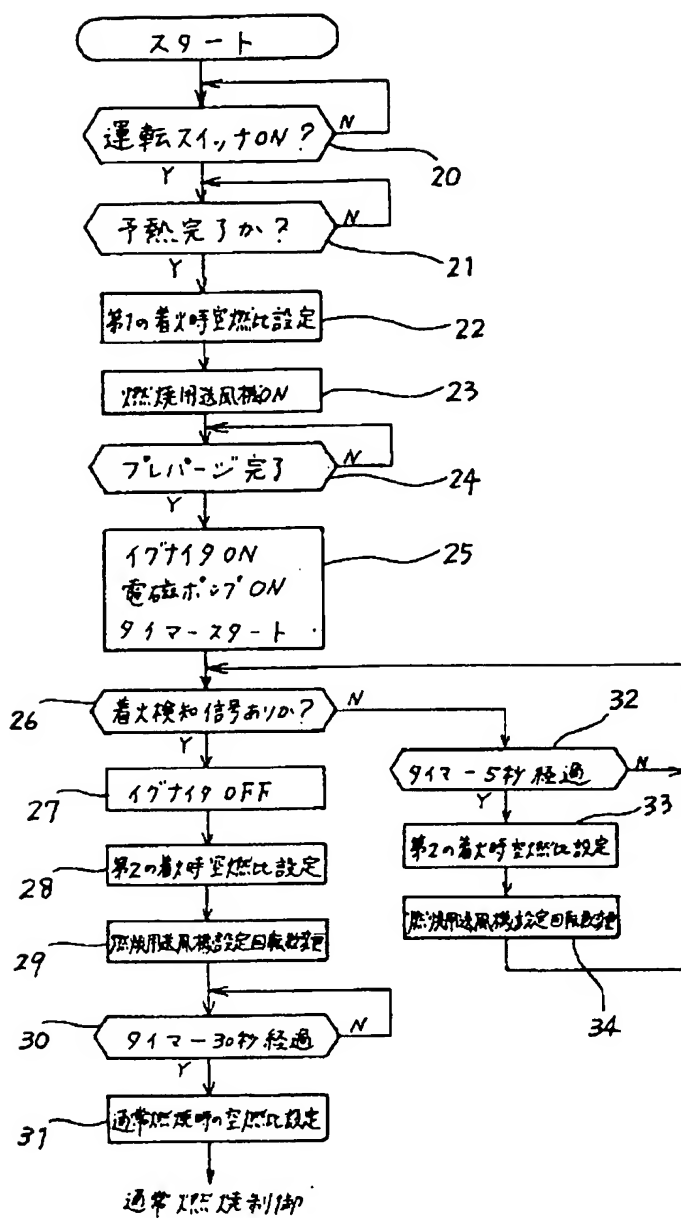 スタート
運転スイッチON?
N
20
Y
予熱完了か?
N
21
Y
第1の着火時空燃比設定
22
燃焼用送風機ON
23
プレパージ完了
N
24
Y
イグナイタON
電磁ポンプON
タイマースタート
25
26
着火検知信号ありか?
N
Y
32
タイマー5秒経過
N
Y
27
イグナイタOFF
33
第2の着火時空燃比設定
28
第2の着火時空燃比設定
燃焼用送風機設定回転数変更
34
29
燃焼用送風機設定回転数変更
30
タイマー30秒経過
N
Y
31
通常燃焼時の空燃比設定
通常燃焼制御